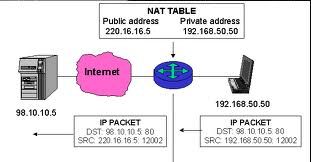 NAT TABLE
Public address Private address
220.16.16.5 192.168.50.50
Internet
98.10.10.5
192.168.50.50
IP PACKET
DST: 98.10.10.5: 80
SRC: 220.16.16.5: 12002
IP PACKET
DST: 98.10.10.5: 80
SRC: 192.168.50.50: 12002